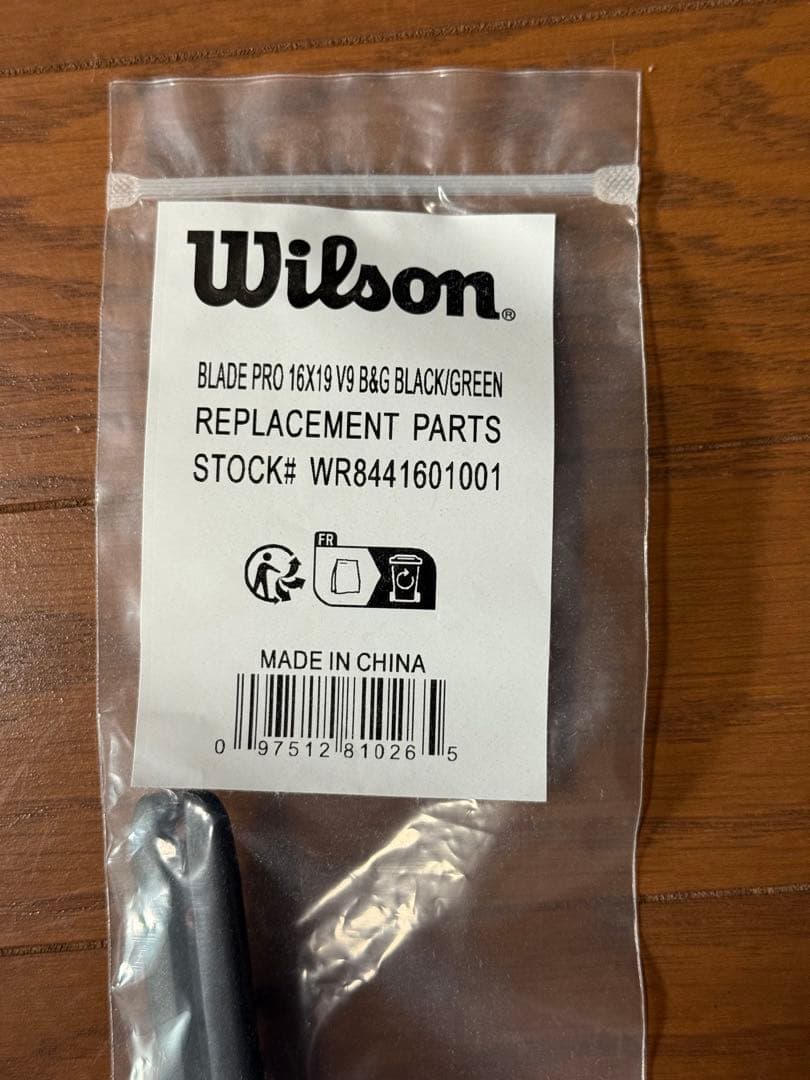 Wilson®
BLADE PRO 16X19 V9 B&G BLACK/GREEN
REPLACEMENT PARTS
STOCK# WR8441601001
FR
MADE IN CHINA
0 97512 81026 5